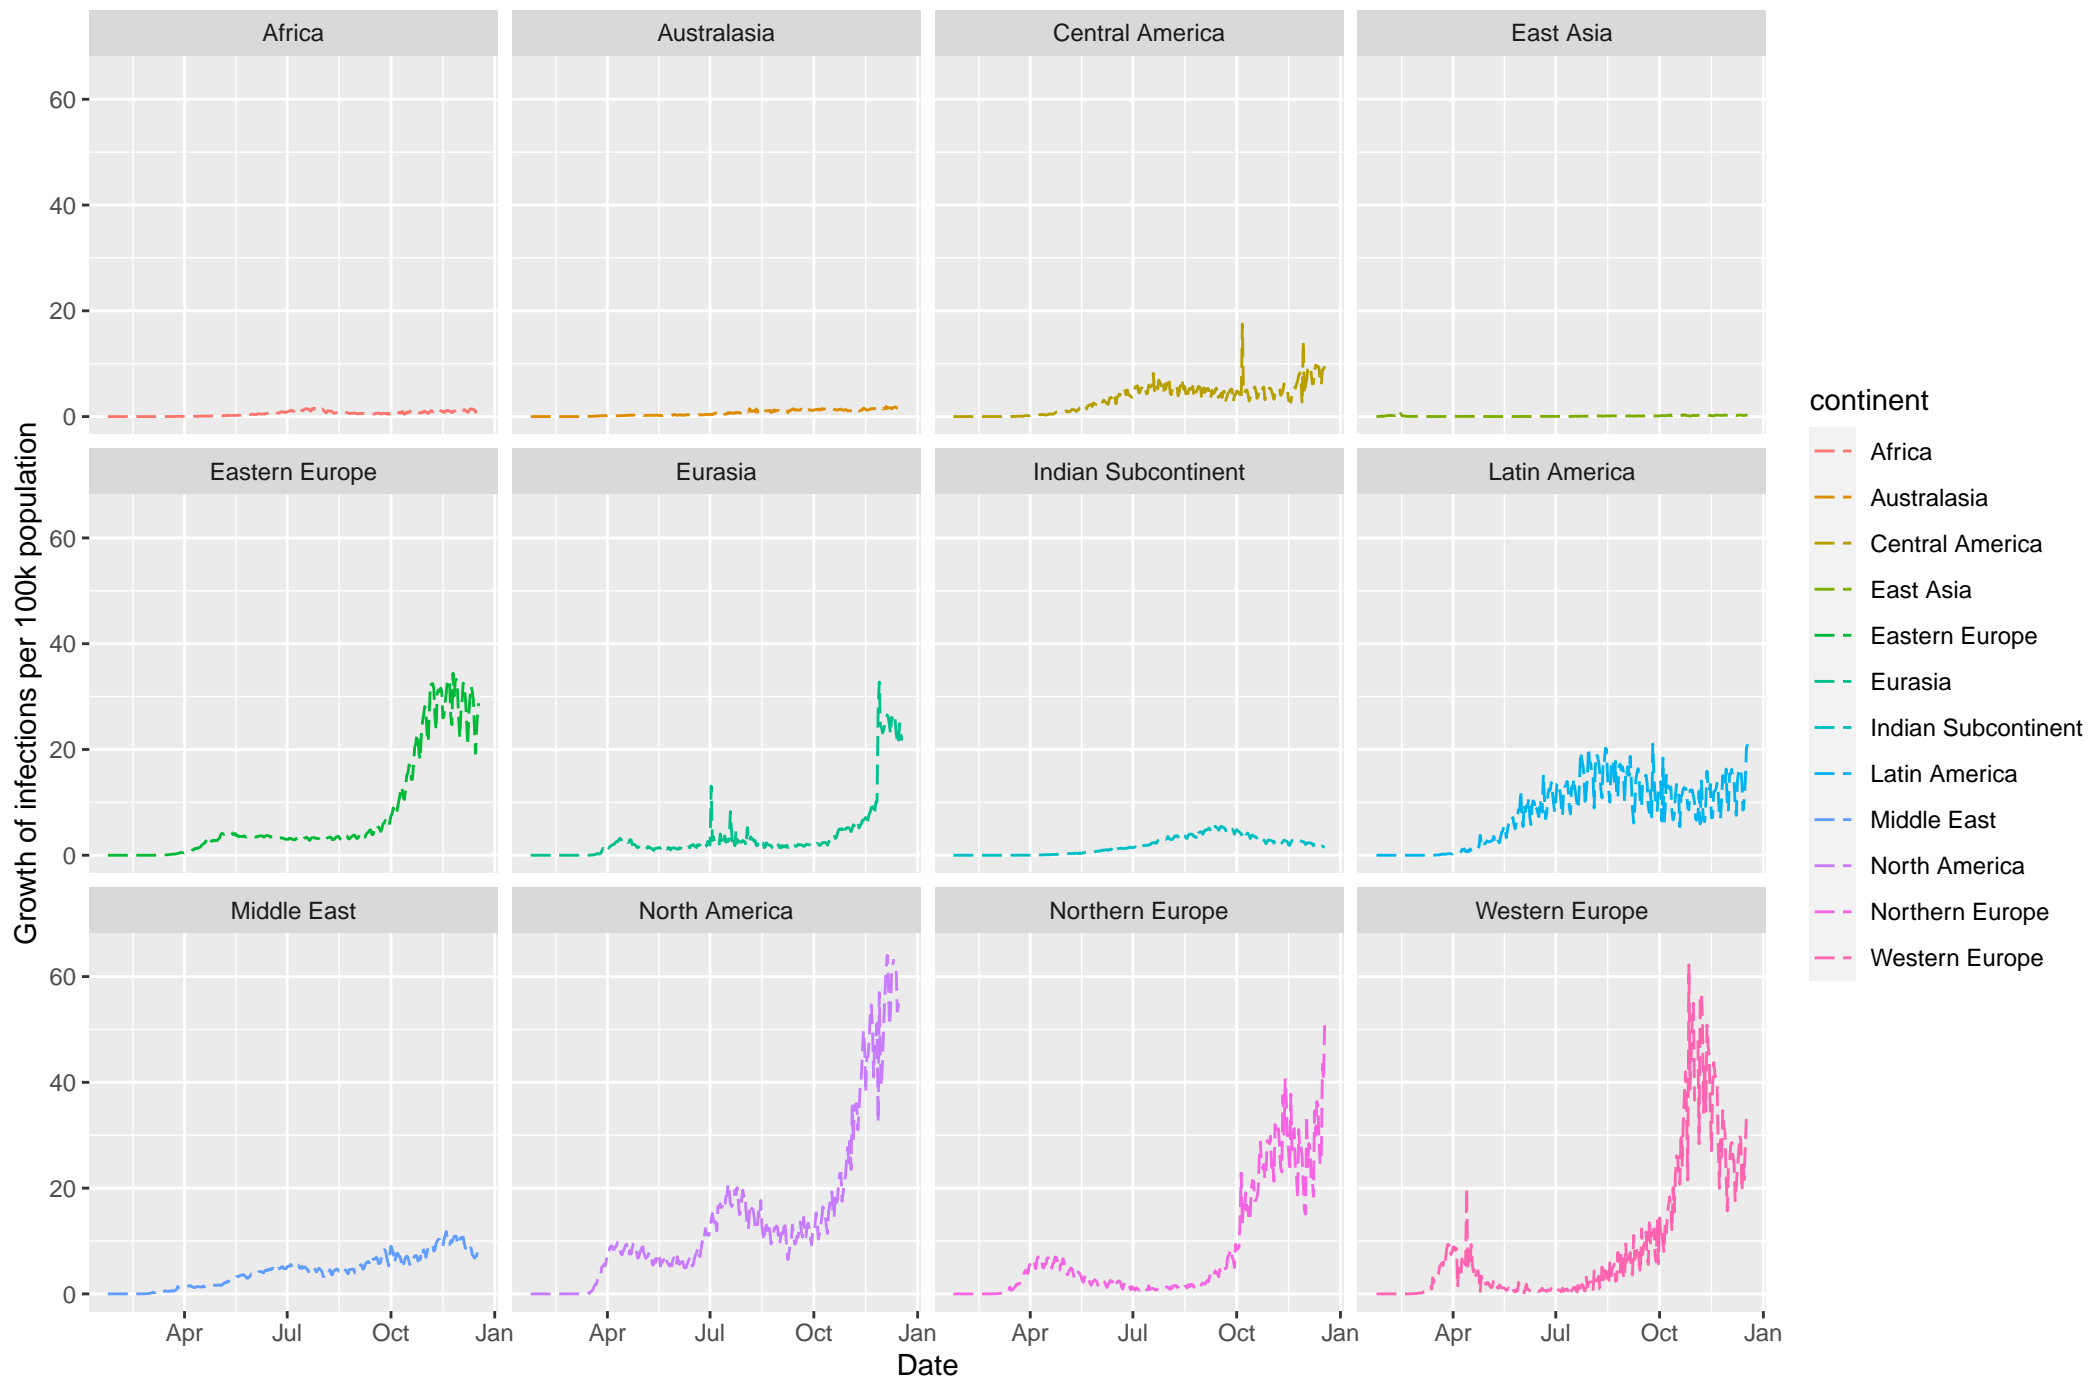 Africa
Australasia
Central America
East Asia
60
40
20
0
Eastern Europe
Eurasia
Indian Subcontinent
Latin America
60
40
20
0
Middle East
North America
Northern Europe
Western Europe
60
40
20
0
Apr Jul Oct Jan
Apr Jul Oct Jan
Apr Jul Oct Jan
Apr Jul Oct Jan
Date
Growth of infections per 100k population
continent
Africa
Australasia
Central America
East Asia
Eastern Europe
Eurasia
Indian Subcontinent
Latin America
Middle East
North America
Northern Europe
Western Europe